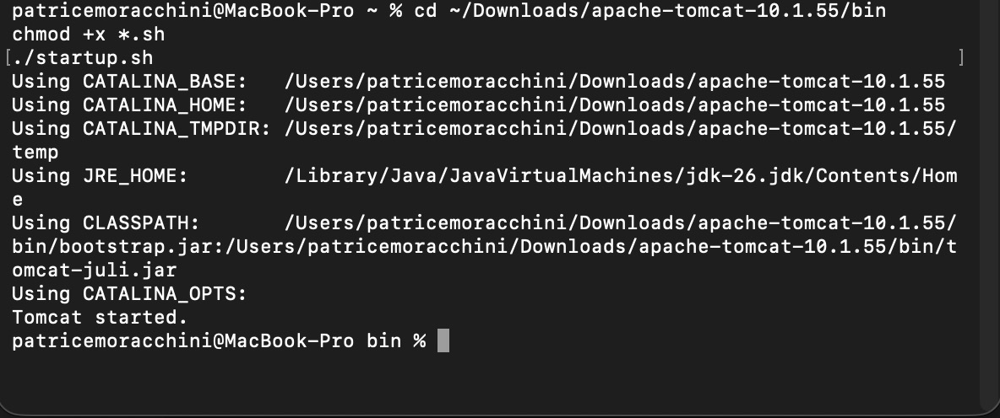 patricemoracchini@MacBook-Pro ~ % cd ~/Downloads/apache-tomcat-10.1.55/bin
chmod +x *.sh
[./startup.sh ]
Using CATALINA_BASE:   /Users/patricemoracchini/Downloads/apache-tomcat-10.1.55
Using CATALINA_HOME:   /Users/patricemoracchini/Downloads/apache-tomcat-10.1.55
Using CATALINA_TMPDIR: /Users/patricemoracchini/Downloads/apache-tomcat-10.1.55/
temp
Using JRE_HOME:        /Library/Java/JavaVirtualMachines/jdk-26.jdk/Contents/Hom
e
Using CLASSPATH:       /Users/patricemoracchini/Downloads/apache-tomcat-10.1.55/
bin/bootstrap.jar:/Users/patricemoracchini/Downloads/apache-tomcat-10.1.55/bin/t
omcat-juli.jar
Using CATALINA_OPTS:
Tomcat started.
patricemoracchini@MacBook-Pro bin %